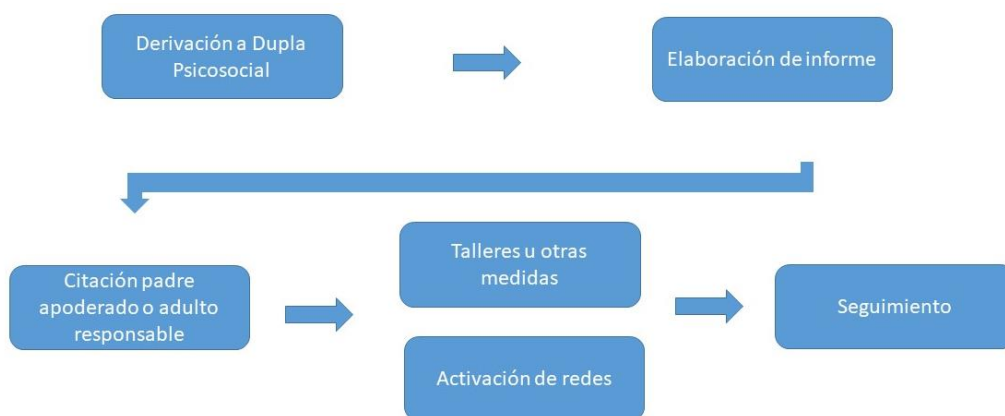 Derivación a Dupla
Psicosocial
Elaboración de informe
Citación padre
apoderado o adulto
responsable
Talleres u otras
medidas
Activación de redes
Seguimiento